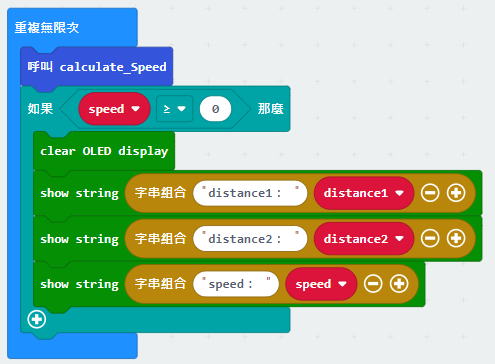 重複無限次
呼叫 calculate_Speed
如果 speed ≥ 0 那麼
clear OLED display
show string 字串組合 "distance1： " distance1
show string 字串組合 "distance2： " distance2
show string 字串組合 "speed： " speed